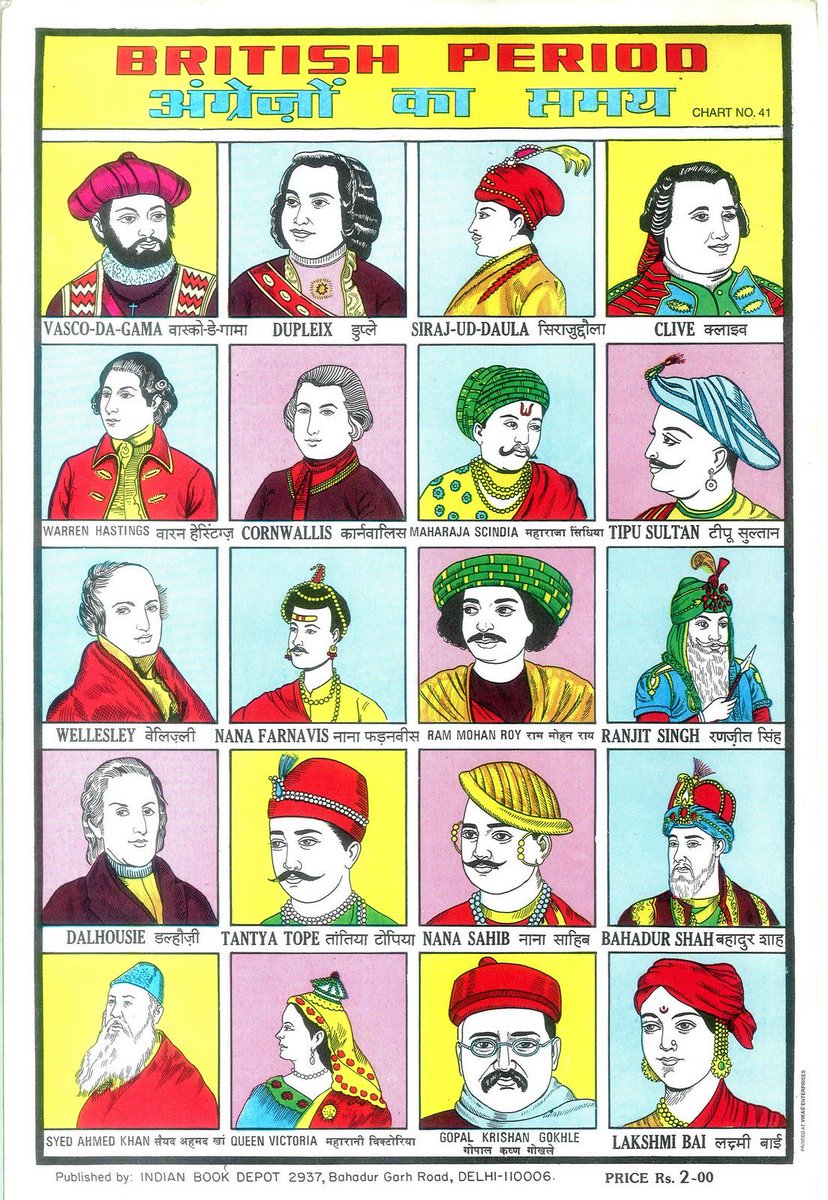 BRITISH PERIOD
अंग्रेज़ों का समय
CHART NO. 41
VASCO-DA-GAMA वास्को-डे-गामा
DUPLEIX डुप्ले
SIRAJ-UD-DAULA सिराजुद्दौला
CLIVE क्लाइव
WARREN HASTINGS वारन हेस्टिंग्ज़
CORNWALLIS कार्नवालिस
MAHARAJA SCINDIA महाराजा सिंधिया
TIPU SULTAN टीपू सुल्तान
WELLESLEY वेलिज़्ली
NANA FARNAVIS नाना फड़नवीस
RAM MOHAN ROY राम मोहन राय
RANJIT SINGH रणजीत सिंह
DALHOUSIE डल्हौज़ी
TANTYA TOPE तांतिया टोपिया
NANA SAHIB नाना साहिब
BAHADUR SHAH बहादुर शाह
SYED AHMED KHAN सैयद अहमद खां
QUEEN VICTORIA महारानी विक्टोरिया
GOPAL KRISHAN GOKHLE
गोपाल कृष्ण गोखले
LAKSHMI BAI लक्ष्मी बाई
PRINTED AT VIKAS ENTERPRISES
Published by: INDIAN BOOK DEPOT 2937, Bahadur Garh Road, DELHI-110006.
PRICE Rs. 2-00